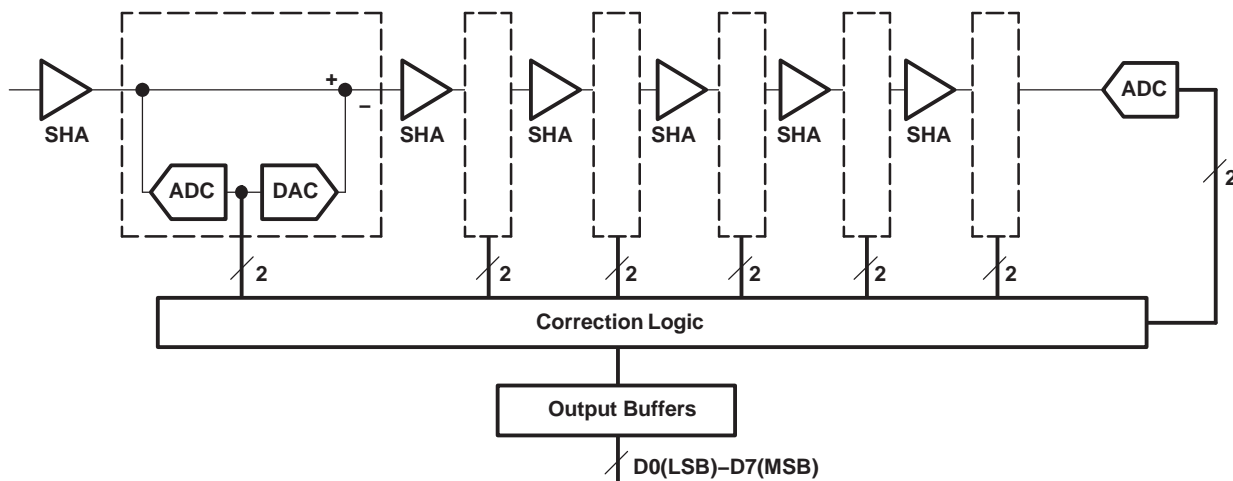 +
–
ADC
SHA
SHA
SHA
SHA
SHA
SHA
ADC
DAC
2
2
2
2
2
2
2
Correction Logic
Output Buffers
D0(LSB)–D7(MSB)